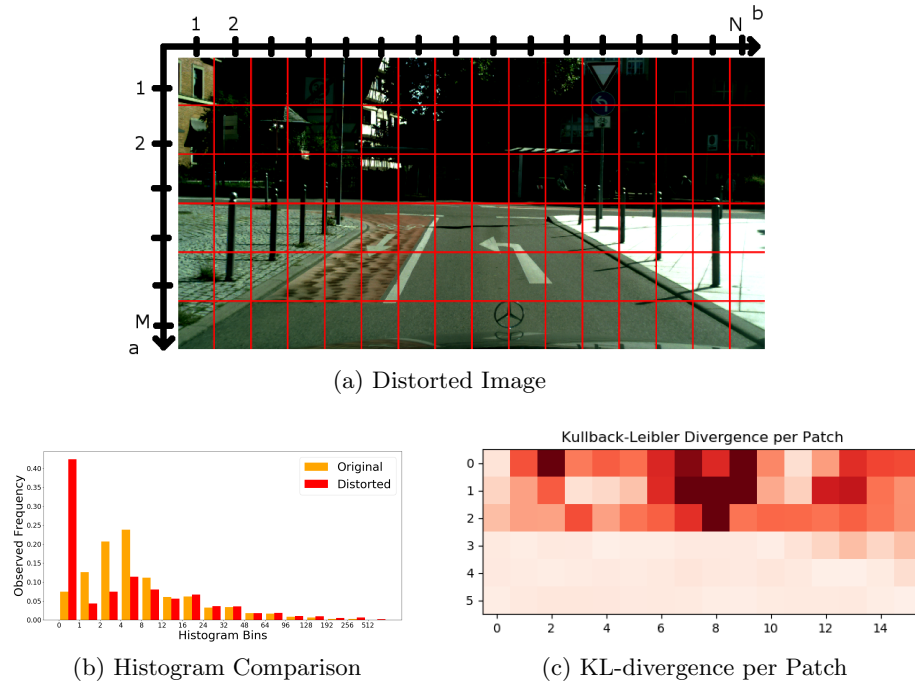 1 2 N b
1
2
M
a
(a) Distorted Image
Kullback-Leibler Divergence per Patch
Original
Distorted
Observed Frequency
0.40
0.35
0.30
0.25
0.20
0.15
0.10
0.05
0.00
0 1 2 4 8 12 16 24 32 48 64 96 128 192 256 512
Histogram Bins
0
1
2
3
4
5
0 2 4 6 8 10 12 14
(b) Histogram Comparison
(c) KL-divergence per Patch